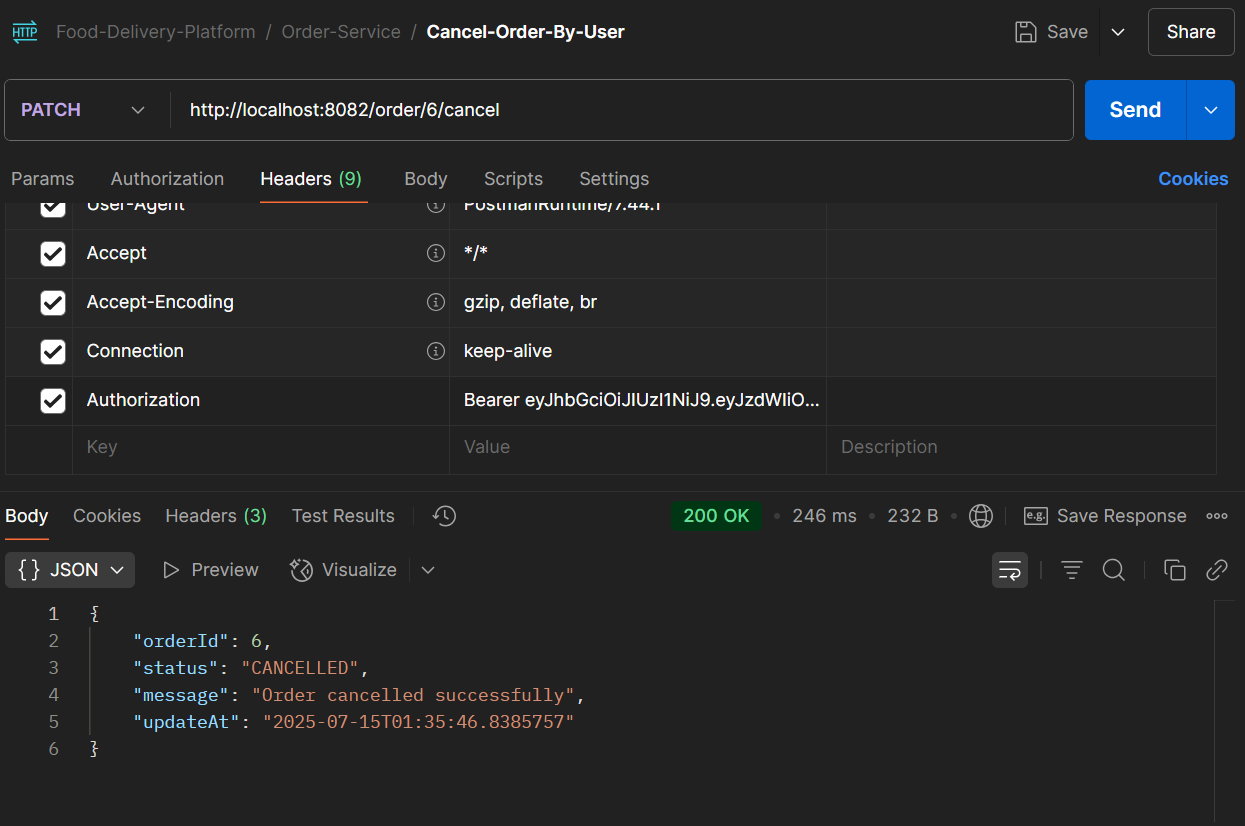 HTTP Food-Delivery-Platform / Order-Service / Cancel-Order-By-User Save Share
PATCH http://localhost:8082/order/6/cancel Send
Params Authorization Headers (9) Body Scripts Settings Cookies
User-Agent PostmanRuntime/7.44.1
Accept */*
Accept-Encoding gzip, deflate, br
Connection keep-alive
Authorization Bearer eyJhbGciOiJIUzI1NiJ9.eyJzdWIiO...
Key Value Description
Body Cookies Headers (3) Test Results 200 OK • 246 ms • 232 B • e.g. Save Response
{} JSON Preview Visualize
1 {
2 "orderId": 6,
3 "status": "CANCELLED",
4 "message": "Order cancelled successfully",
5 "updateAt": "2025-07-15T01:35:46.8385757"
6 }